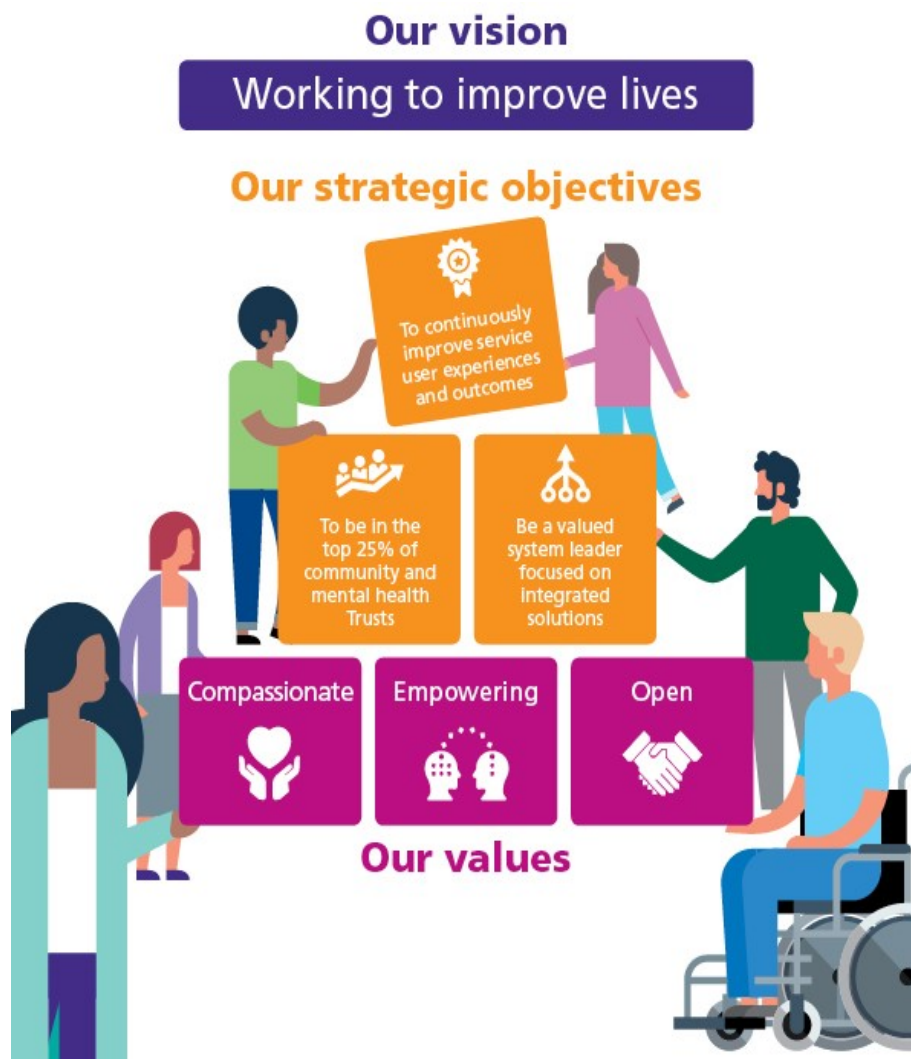 Our vision
Working to improve lives
Our strategic objectives
To continuously
improve service
user experiences
and outcomes
To be in the
top 25% of
community and
mental health
Trusts
Be a valued
system leader
focused on
integrated
solutions
Compassionate
Empowering
Open
Our values